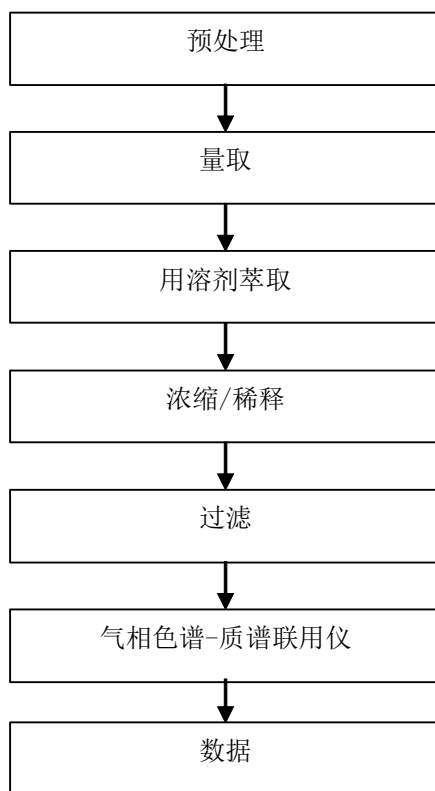 预处理
量取
用溶剂萃取
浓缩/稀释
过滤
气相色谱-质谱联用仪
数据